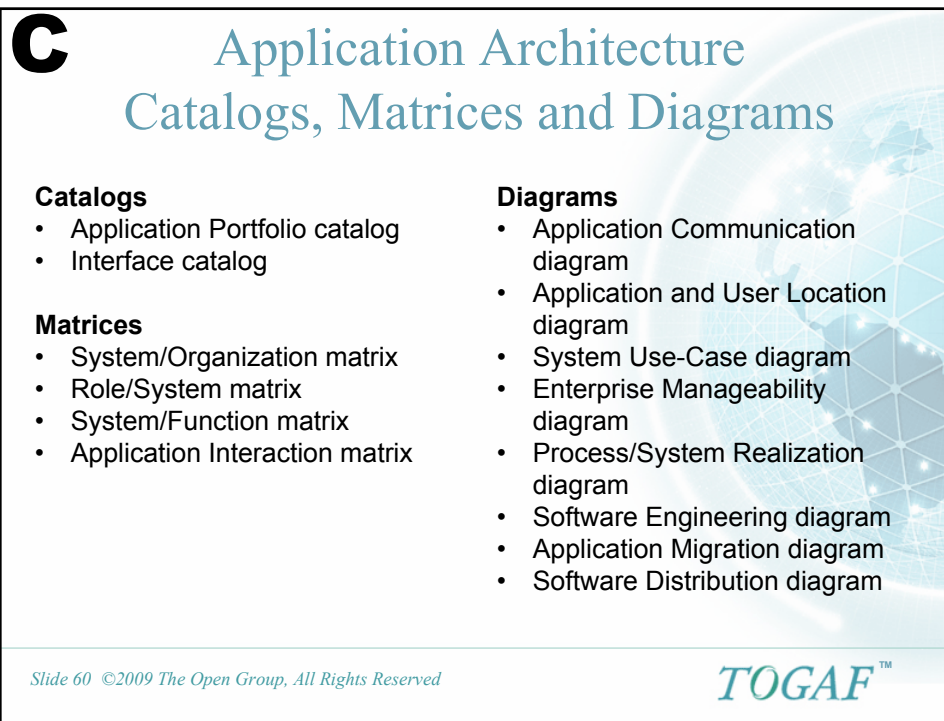 C
Application Architecture
Catalogs, Matrices and Diagrams
Catalogs
• Application Portfolio catalog
• Interface catalog
Matrices
• System/Organization matrix
• Role/System matrix
• System/Function matrix
• Application Interaction matrix
Diagrams
• Application Communication
diagram
• Application and User Location
diagram
• System Use-Case diagram
• Enterprise Manageability
diagram
• Process/System Realization
diagram
• Software Engineering diagram
• Application Migration diagram
• Software Distribution diagram
Slide 60 ©2009 The Open Group, All Rights Reserved
TOGAF™